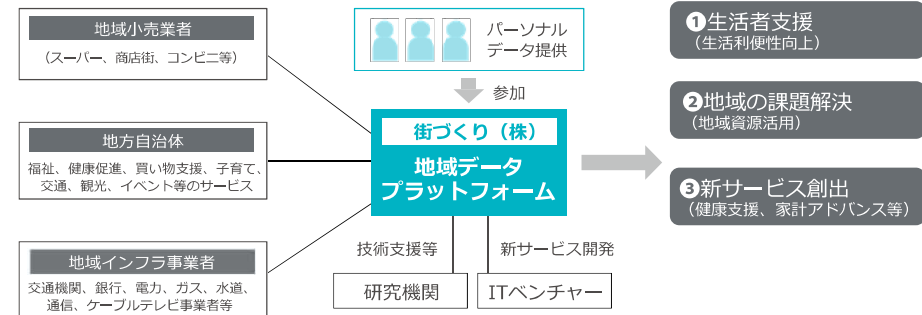 地域小売業者
（スーパー、商店街、コンビニ等）
地方自治体
福祉、健康促進、買い物支援、子育て、
交通、観光、イベント等のサービス
地域インフラ事業者
交通機関、銀行、電力、ガス、水道、
通信、ケーブルテレビ事業者等
パーソナル
データ提供
参加
街づくり（株）
地域データ
プラットフォーム
技術支援等
新サービス開発
研究機関
ITベンチャー
❶生活者支援
（生活利便性向上）
❷地域の課題解決
（地域資源活用）
❸新サービス創出
（健康支援、家計アドバンス等）